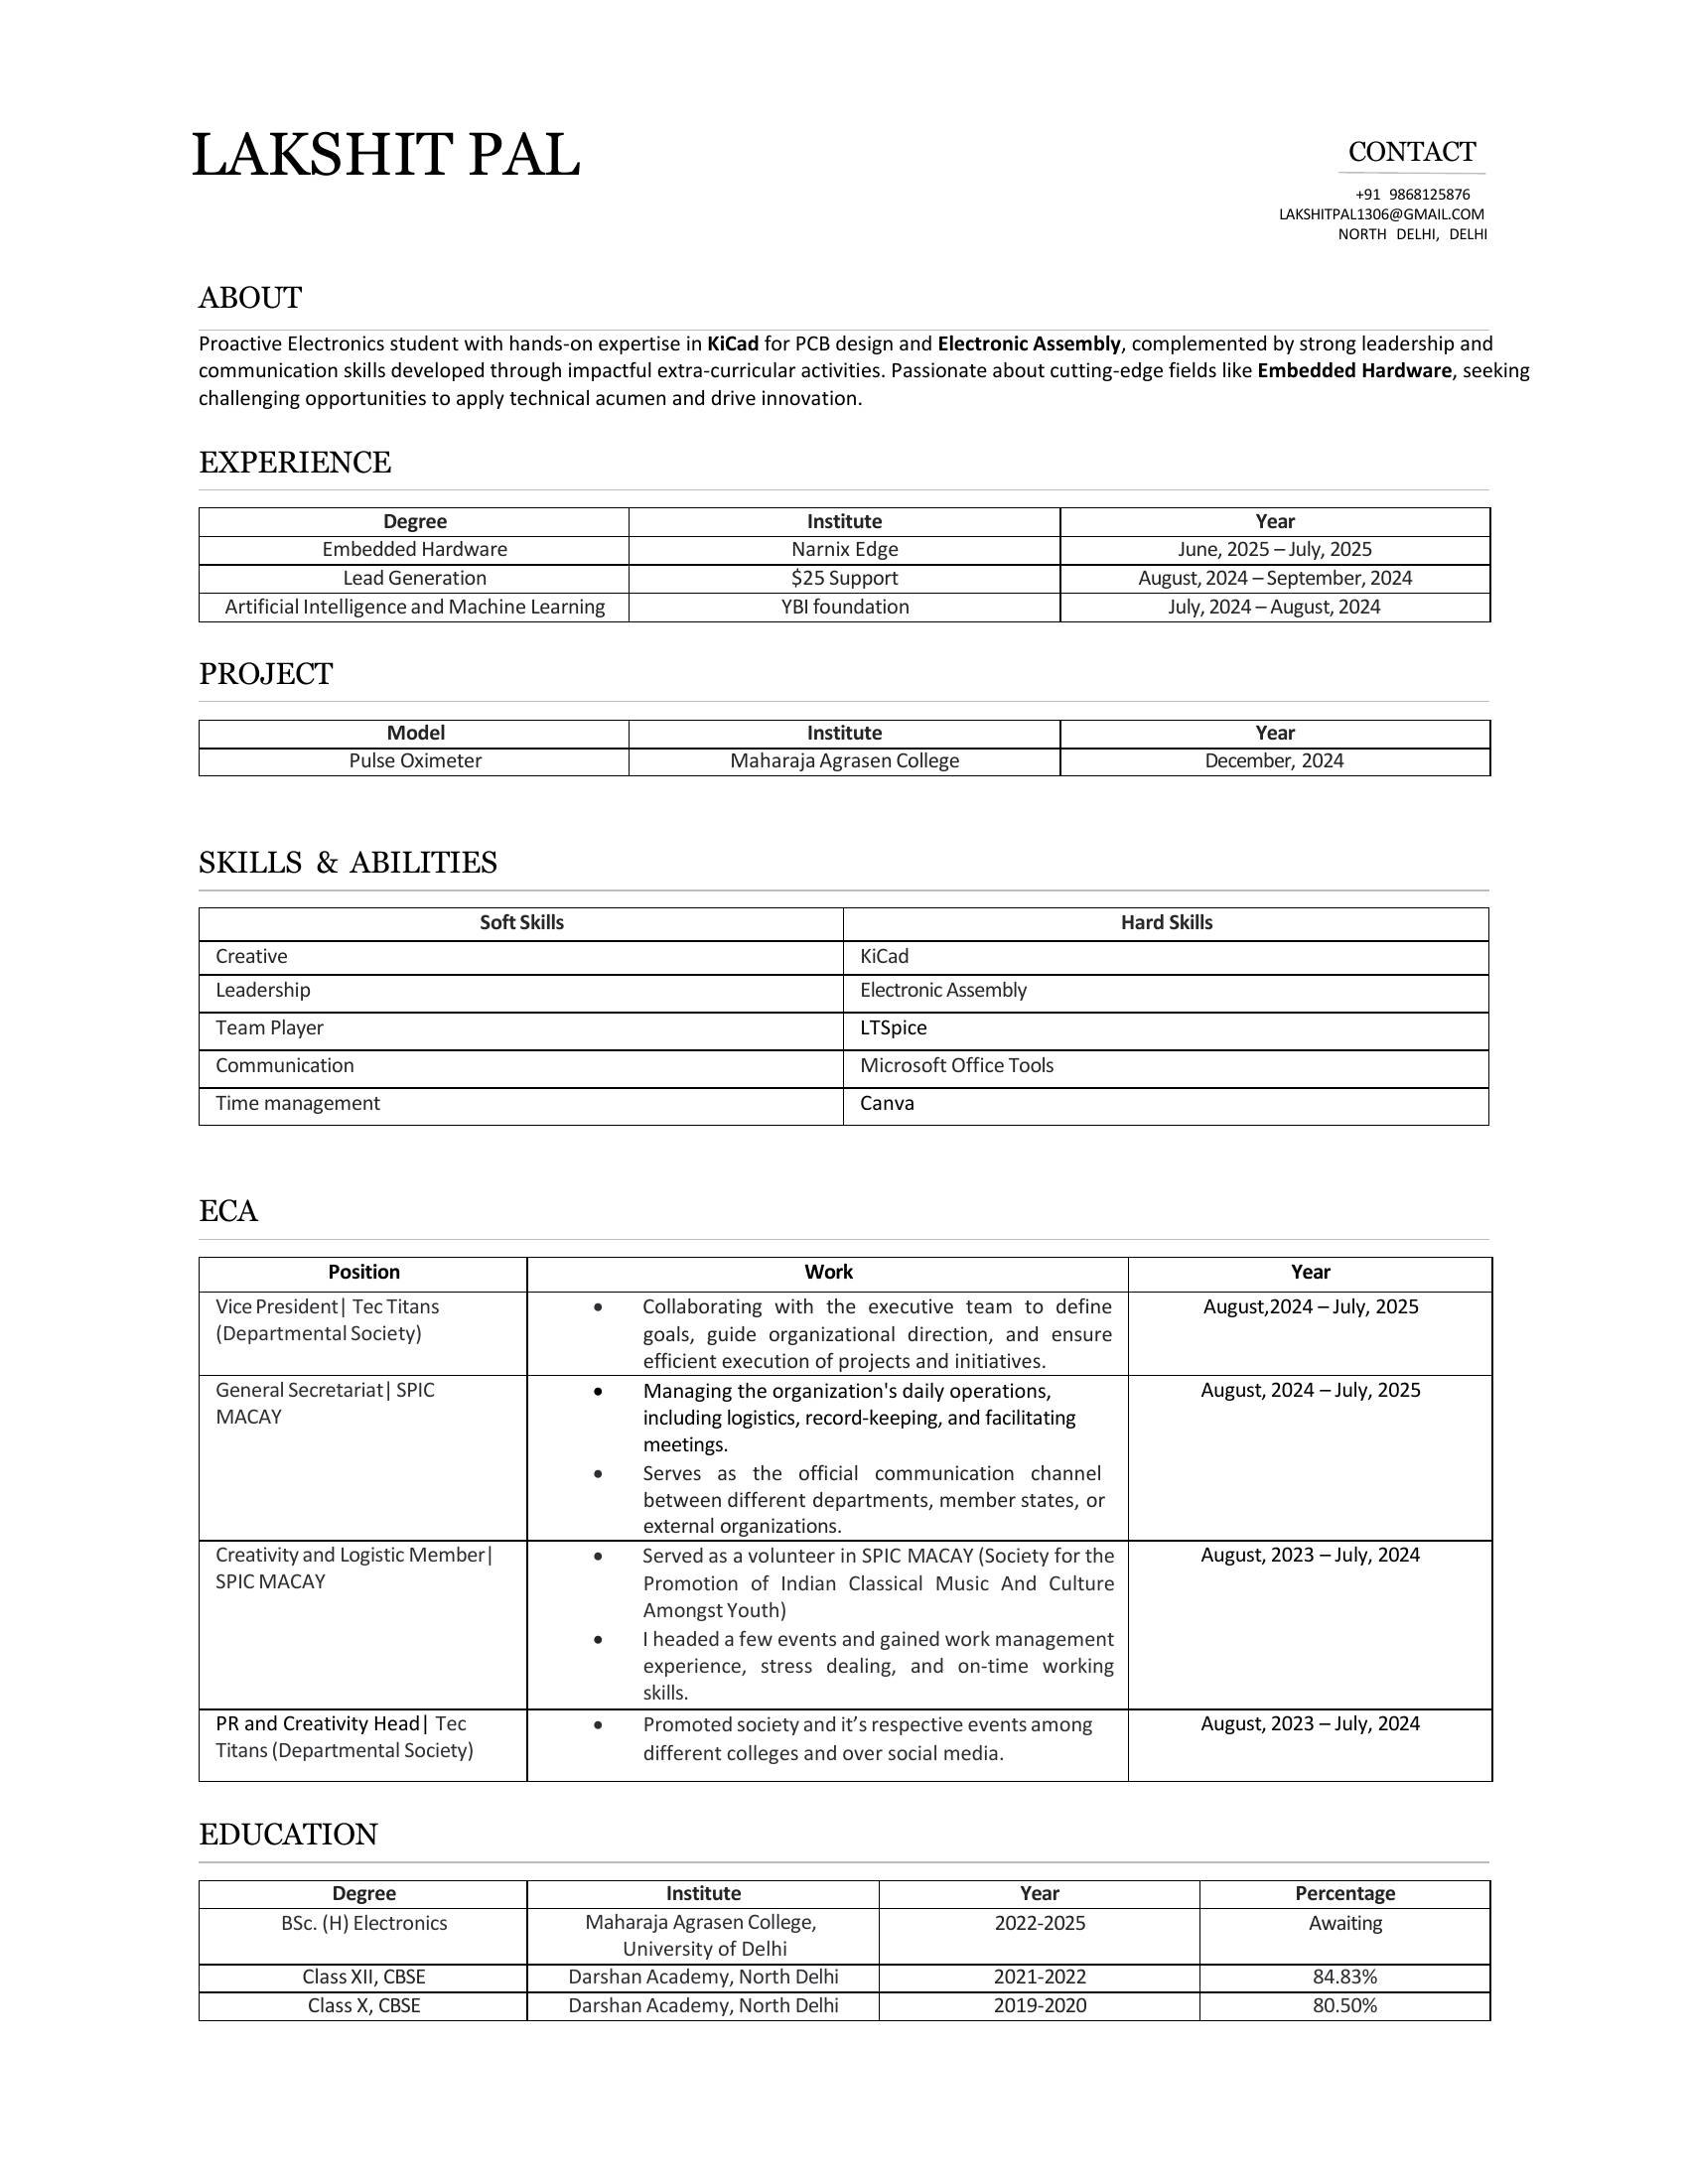 LAKSHIT PAL
CONTACT
+91 9868125876
LAKSHITPAL1306@GMAIL.COM
NORTH DELHI, DELHI
ABOUT
Proactive Electronics student with hands-on expertise in KiCad for PCB design and Electronic Assembly, complemented by strong leadership and
communication skills developed through impactful extra-curricular activities. Passionate about cutting-edge fields like Embedded Hardware, seeking
challenging opportunities to apply technical acumen and drive innovation.
EXPERIENCE
Degree Institute Year
Embedded Hardware Narnix Edge June, 2025 – July, 2025
Lead Generation $25 Support August, 2024 – September, 2024
Artificial Intelligence and Machine Learning YBI foundation July, 2024 – August, 2024
PROJECT
Model Institute Year
Pulse Oximeter Maharaja Agrasen College December, 2024
SKILLS & ABILITIES
Soft Skills Hard Skills
Creative KiCad
Leadership Electronic Assembly
Team Player LTSpice
Communication Microsoft Office Tools
Time management Canva
ECA
Position Work Year
Vice President| Tec Titans • Collaborating with the executive team to define August,2024 – July, 2025
(Departmental Society) goals, guide organizational direction, and ensure
efficient execution of projects and initiatives.
General Secretariat| SPIC • Managing the organization's daily operations, August, 2024 – July, 2025
MACAY including logistics, record-keeping, and facilitating
meetings.
• Serves as the official communication channel
between different departments, member states, or
external organizations.
Creativity and Logistic Member| • Served as a volunteer in SPIC MACAY (Society for the August, 2023 – July, 2024
SPIC MACAY Promotion of Indian Classical Music And Culture
Amongst Youth)
• I headed a few events and gained work management
experience, stress dealing, and on-time working
skills.
PR and Creativity Head| Tec • Promoted society and it’s respective events among August, 2023 – July, 2024
Titans (Departmental Society) different colleges and over social media.
EDUCATION
Degree Institute Year Percentage
BSc. (H) Electronics Maharaja Agrasen College, 2022-2025 Awaiting
University of Delhi
Class XII, CBSE Darshan Academy, North Delhi 2021-2022 84.83%
Class X, CBSE Darshan Academy, North Delhi 2019-2020 80.50%